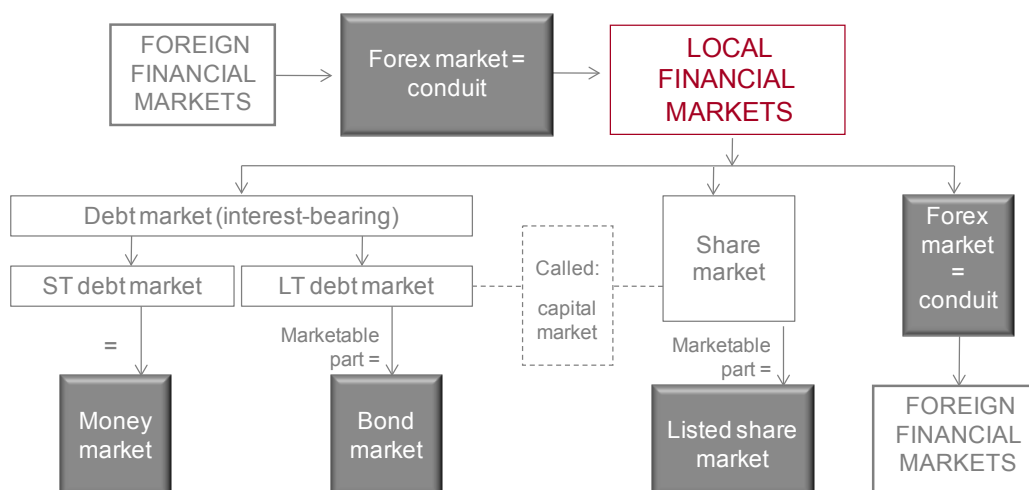 FOREIGN
FINANCIAL
MARKETS
Forex market =
conduit
LOCAL
FINANCIAL
MARKETS
Debt market (interest-bearing)
ST debt market
LT debt market
Called:
capital
market
Share
market
Forex
market
=
conduit
=
Marketable
part =
Marketable
part =
Money
market
Bond
market
Listed share
market
FOREIGN
FINANCIAL
MARKETS